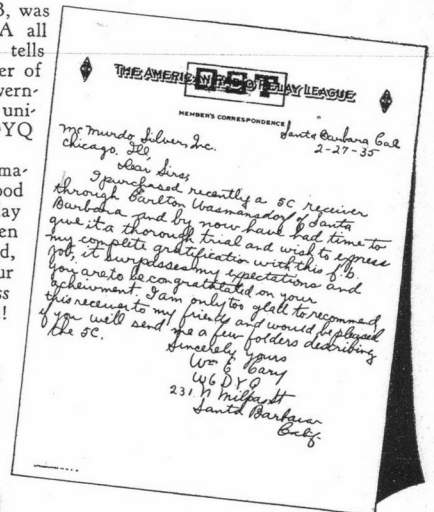 B, was
A all
tells
er of
vern-
uni-
DYQ
ma-
ood
lay
en
d,
ur
ss
!
THE AMERICAN RADIO RELAY LEAGUE
QST
MEMBER'S CORRESPONDENCE
Santa Barbara Cal
2-27-35
McMurdo Silver Inc.
Chicago, Ill,
Dear Sirs;
I purchased recently a 5C receiver
through Carlton Wasmansdorf of Santa
Barbara and by now have had time to
give it a thorough trial and wish to express
my complete gratification with this f.b.
job, it surpasses my expectations and
you are to be congratulated on your
achievment. I am only too glad to recommend
this receiver to my friends and would be pleased
if you will send me a few folders describing
the 5C.
Sincerely yours
Wm E Cary
W6DYQ
231 N Milpas St
Santa Barbara
Calif.